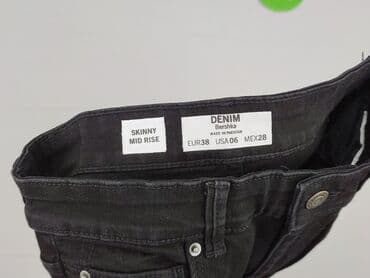 SKINNY
MID RISE
DENIM
Bershka
EUR38 USA06 MEX28